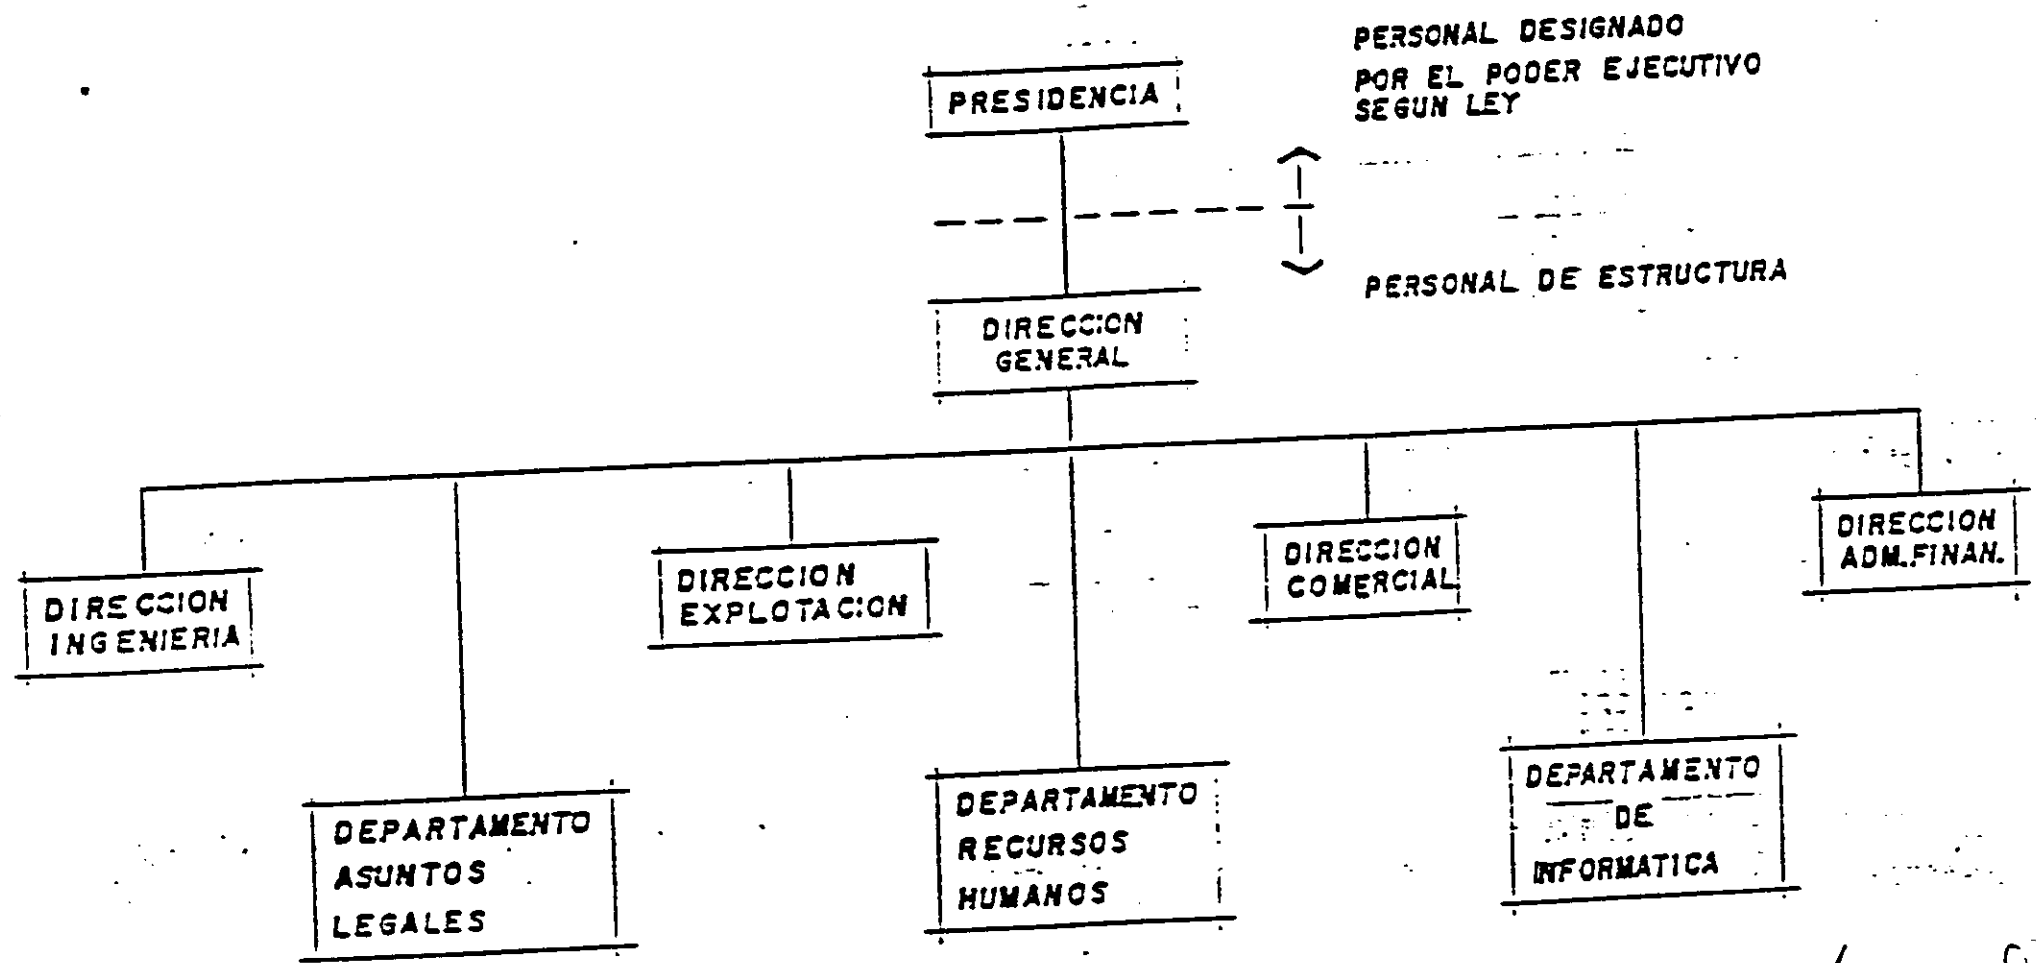 PERSONAL DESIGNADO
POR EL PODER EJECUTIVO
SEGUN LEY
PRESIDENCIA
PERSONAL DE ESTRUCTURA
DIRECCION
GENERAL
DIRECCION
INGENIERIA
DIRECCION
EXPLOTACION
DIRECCION
COMERCIAL
DIRECCION
ADM.FINAN.
DEPARTAMENTO
ASUNTOS
LEGALES
DEPARTAMENTO
RECURSOS
HUMANOS
DEPARTAMENTO
DE
INFORMATICA